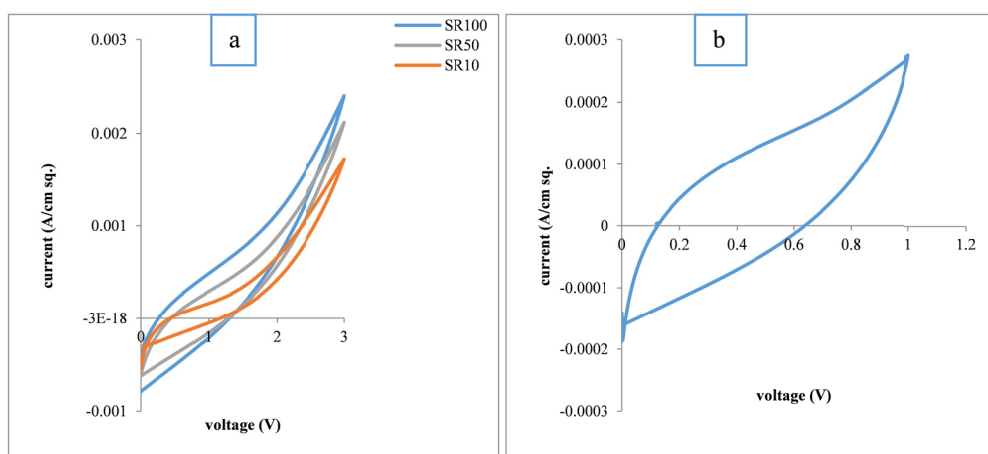 a
SR100
SR50
SR10
0.003
0.002
0.001
-3E-18
-0.001
0
1
2
3
current (A/cm sq.)
voltage (V)
b
0.0003
0.0002
0.0001
0
-0.0001
-0.0002
-0.0003
0
0.2
0.4
0.6
0.8
1
1.2
current (A/cm sq.
voltage (V)